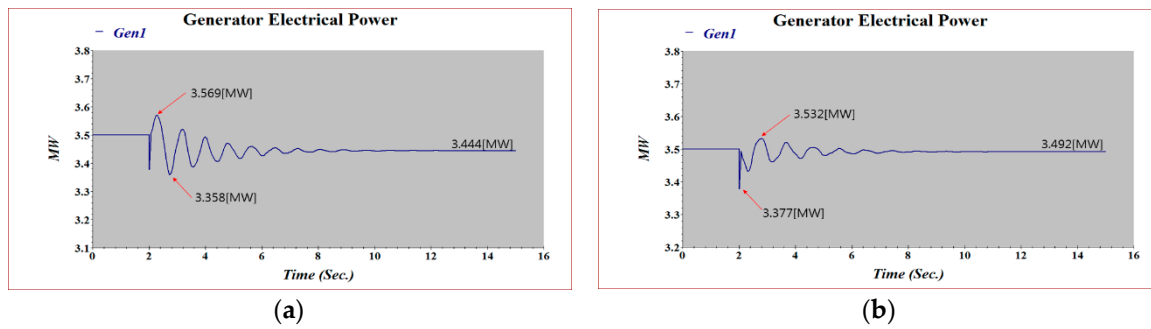 Generator Electrical Power
Gen1
3.8
3.7
3.6
3.5
3.4
3.3
3.2
3.1
MW
3.569[MW]
3.444[MW]
3.358[MW]
0 2 4 6 8 10 12 14 16
Time (Sec.)
(a)
Generator Electrical Power
Gen1
3.8
3.7
3.6
3.5
3.4
3.3
3.2
MW
3.532[MW]
3.492[MW]
3.377[MW]
0 2 4 6 8 10 12 14 16
Time (Sec.)
(b)